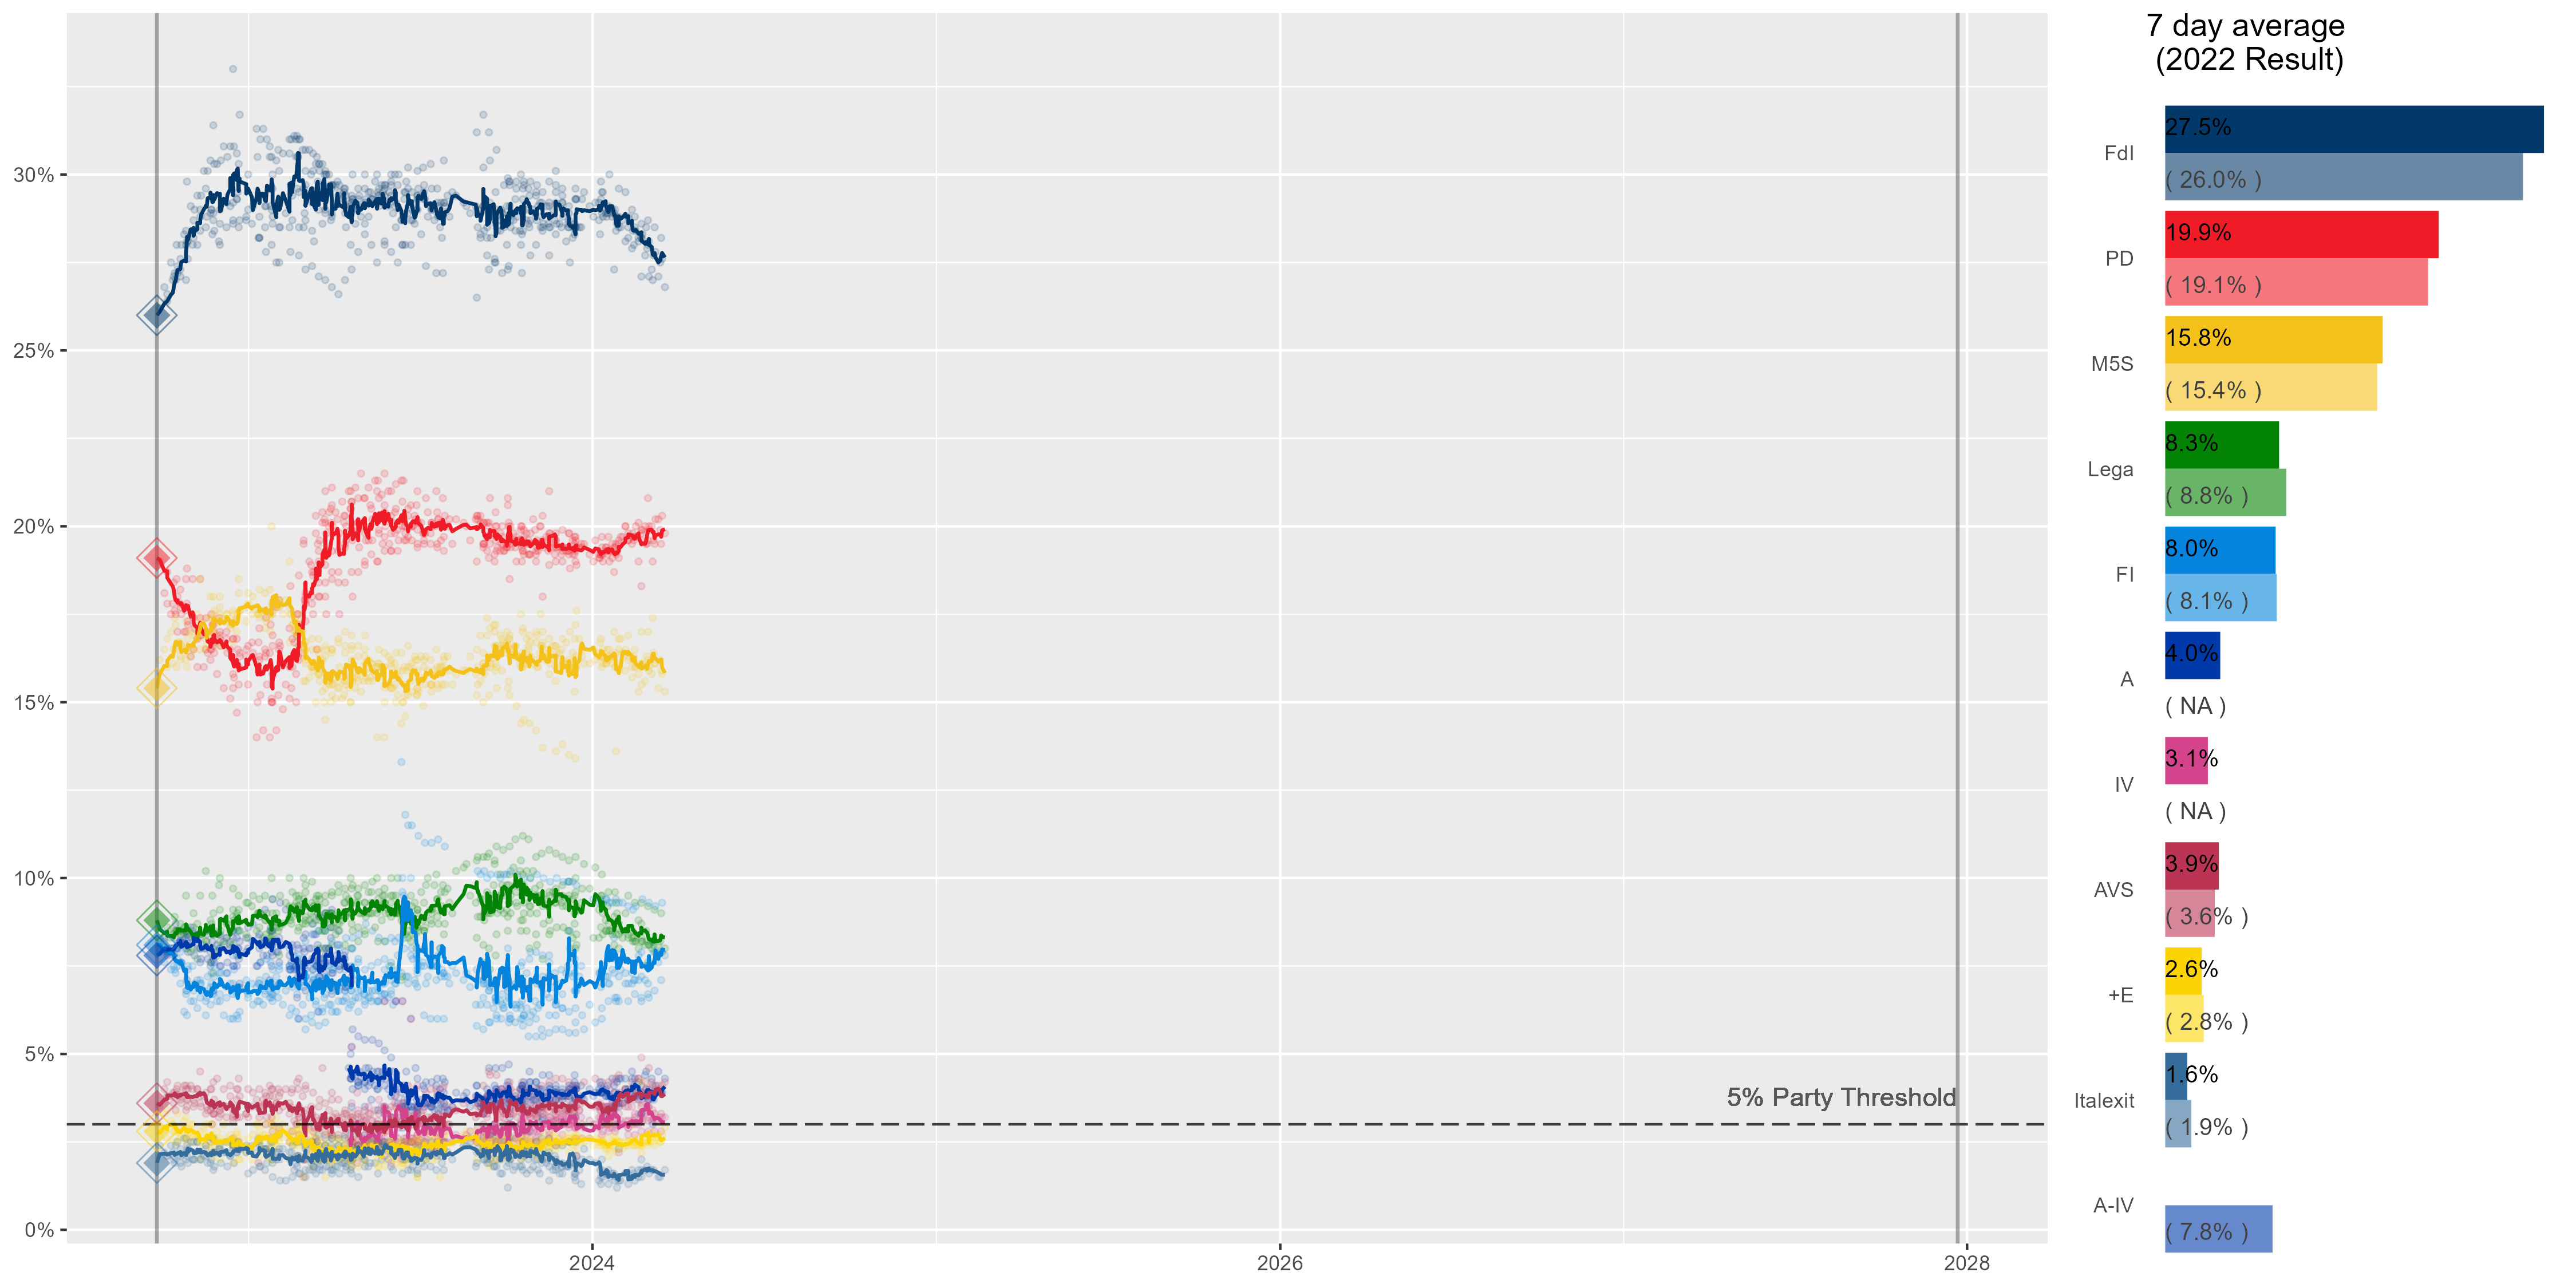 7 day average
(2022 Result)
30%
25%
20%
15%
10%
5%
0%
2024
2026
2028
5% Party Threshold
FdI
27.5%
( 26.0% )
PD
19.9%
( 19.1% )
M5S
15.8%
( 15.4% )
Lega
8.3%
( 8.8% )
FI
8.0%
( 8.1% )
A
4.0%
( NA )
IV
3.1%
( NA )
AVS
3.9%
( 3.6% )
+E
2.6%
( 2.8% )
Italexit
1.6%
( 1.9% )
A-IV
( 7.8% )